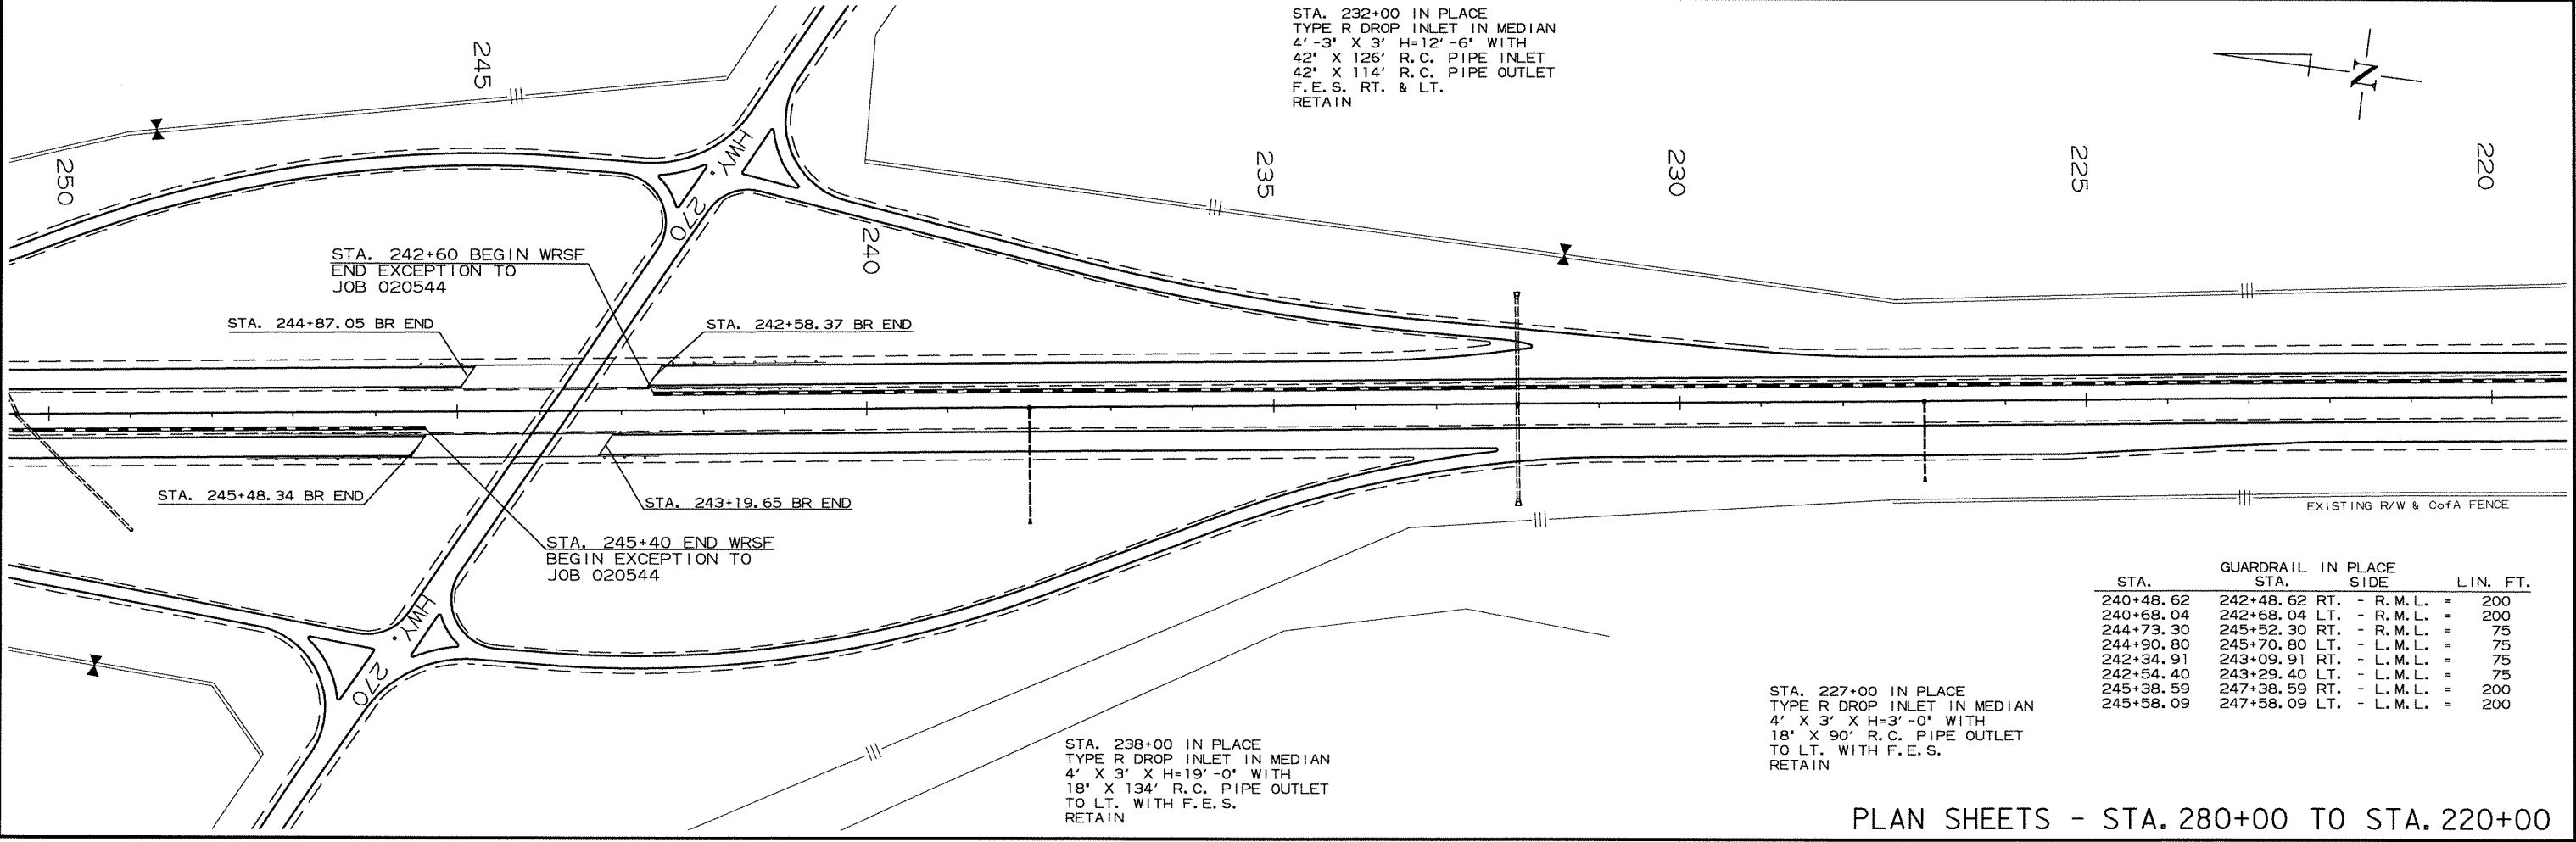 STA. 232+00 IN PLACE
TYPE R DROP INLET IN MEDIAN
4'-3" X 3' H=12'-6" WITH
42" X 126' R.C. PIPE INLET
42" X 114' R.C. PIPE OUTLET
F.E.S. RT. & LT.
RETAIN
N
245
250
240
235
230
225
220
HWY.
270
STA. 242+60 BEGIN WRSF
END EXCEPTION TO
JOB 020544
STA. 244+87.05 BR END
STA. 242+58.37 BR END
STA. 245+48.34 BR END
STA. 243+19.65 BR END
STA. 245+40 END WRSF
BEGIN EXCEPTION TO
JOB 020544
HWY.
270
EXISTING R/W & CofA FENCE
GUARDRAIL IN PLACE
STA. STA. SIDE LIN. FT.
240+48.62 242+48.62 RT. - R.M.L. = 200
240+68.04 242+68.04 LT. - R.M.L. = 200
244+73.30 245+52.30 RT. - R.M.L. = 75
244+90.80 245+70.80 LT. - L.M.L. = 75
242+34.91 243+09.91 RT. - L.M.L. = 75
242+54.40 243+29.40 LT. - L.M.L. = 75
245+38.59 247+38.59 RT. - L.M.L. = 200
245+58.09 247+58.09 LT. - L.M.L. = 200
STA. 238+00 IN PLACE
TYPE R DROP INLET IN MEDIAN
4' X 3' X H=19'-0" WITH
18" X 134' R.C. PIPE OUTLET
TO LT. WITH F.E.S.
RETAIN
STA. 227+00 IN PLACE
TYPE R DROP INLET IN MEDIAN
4' X 3' X H=3'-0" WITH
18" X 90' R.C. PIPE OUTLET
TO LT. WITH F.E.S.
RETAIN
PLAN SHEETS - STA. 280+00 TO STA. 220+00